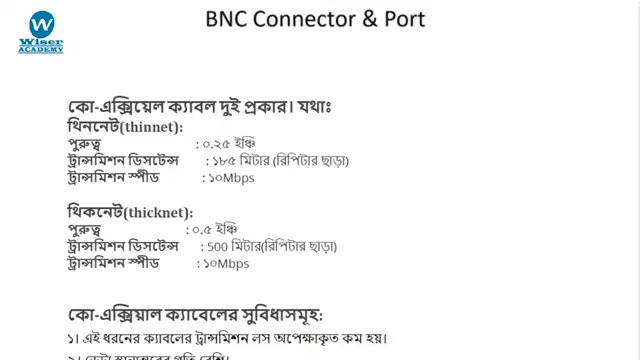 BNC Connector & Port
W
Wiser
ACADEMY
কো-এক্সিয়েল ক্যাবল দুই প্রকার। যথাঃ
থিননেট(thinnet):
পুরুত্ব : ০.২৫ ইঞ্চি
ট্রান্সমিশন ডিসটেন্স : ১৮৫ মিটার (রিপিটার ছাড়া)
ট্রান্সমিশন স্পীড : ১০Mbps
থিকনেট(thicknet):
পুরুত্ব : ০.৫ ইঞ্চি
ট্রান্সমিশন ডিসটেন্স : 500 মিটার(রিপিটার ছাড়া)
ট্রান্সমিশন স্পীড : ১০Mbps
কো-এক্সিয়াল ক্যাবেলের সুবিধাসমূহ:
১। এই ধরনের ক্যাবলের ট্রান্সমিশন লস অপেক্ষাকৃত কম হয়।